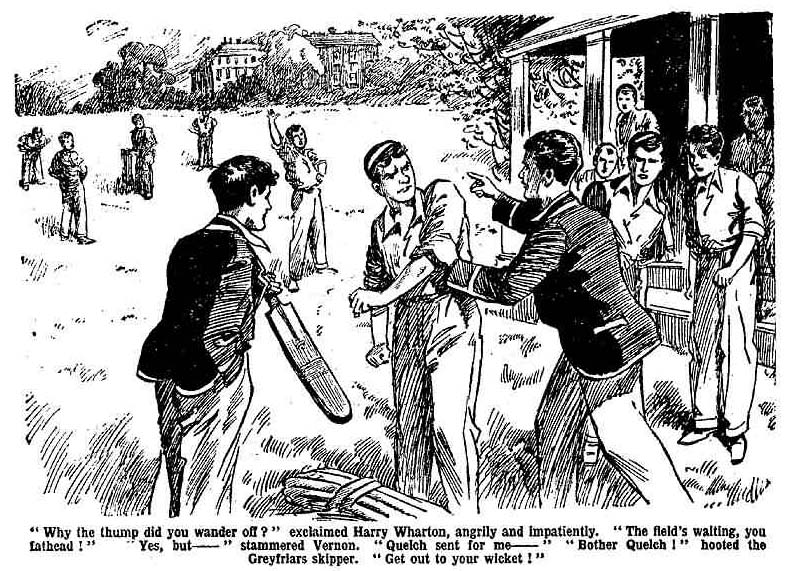 " Why the thump did you wander off ? " exclaimed Harry Wharton, angrily and impatiently. " The field's waiting, you
fathead ! " " Yes, but—— " stammered Vernon. " Quelch sent for me—— " " Bother Quelch ! " hooted the
Greyfriars skipper. " Get out to your wicket ! "